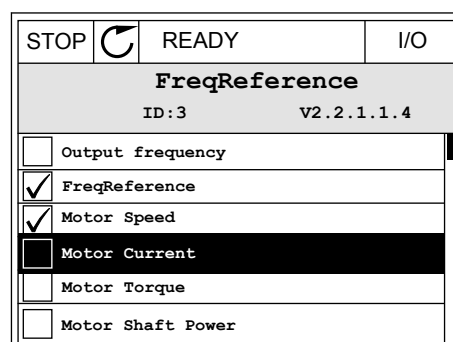 STOP READY I/O
FreqReference
ID:3 V2.2.1.1.4
Output frequency
FreqReference
Motor Speed
Motor Current
Motor Torque
Motor Shaft Power